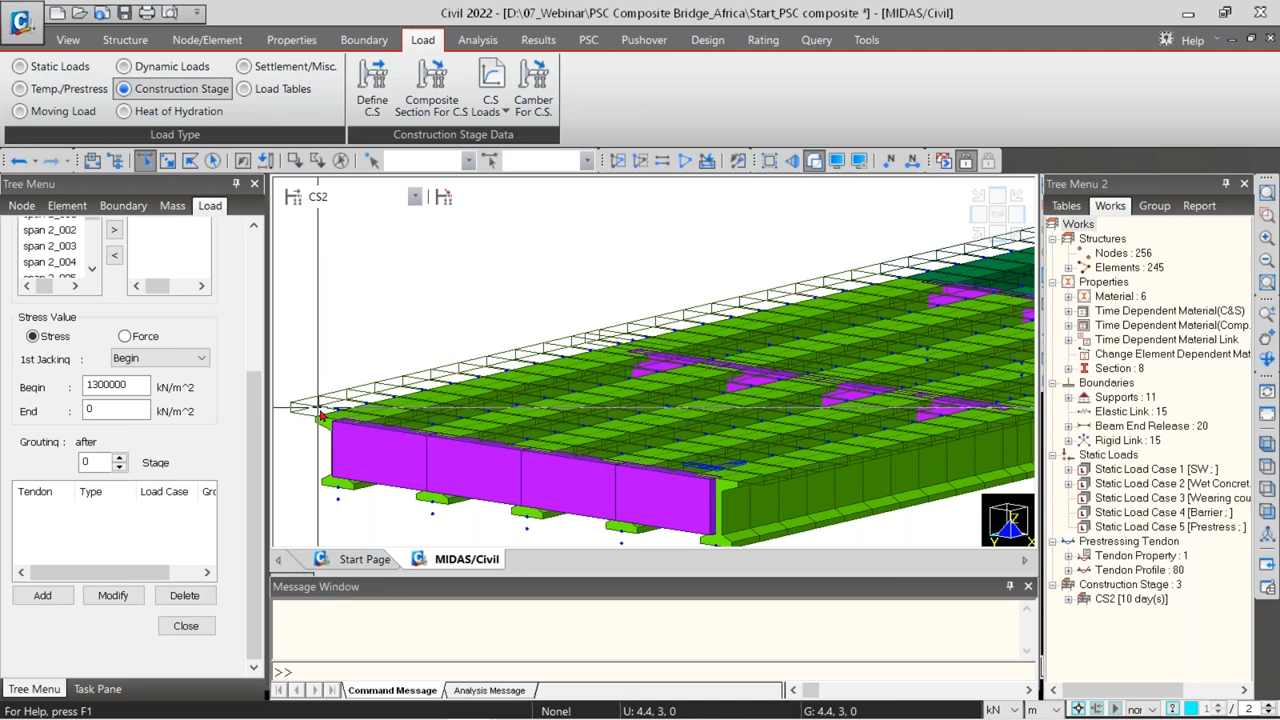 Civil 2022 - [D:\07_Webinar\PSC Composite Bridge_Africa\Start_PSC composite *] - [MIDAS/Civil]
View Structure Node/Element Properties Boundary Load Analysis Results PSC Pushover Design Rating Query Tools Help
Static Loads Dynamic Loads Settlement/Misc.
Temp./Prestress Construction Stage Load Tables
Moving Load Heat of Hydration
Load Type
Define C.S
Composite Section For C.S
C.S Loads
Camber For C.S.
Construction Stage Data
Tree Menu
Node Element Boundary Mass Load
span 2_002
span 2_003
span 2_004
>
<
Stress Value
Stress Force
1st Jacking : Begin
Begin : 1300000 kN/m^2
End : 0 kN/m^2
Grouting : after
0 Stage
Tendon Type Load Case
Add Modify Delete
Close
Tree Menu Task Pane
CS2
TOP
Z
Start Page MIDAS/Civil
Message Window
>>
Command Message Analysis Message
Tree Menu 2
Tables Works Group Report
Works
Structures
Nodes : 256
Elements : 245
Properties
Material : 6
Time Dependent Material(C&S)
Time Dependent Material(Comp.
Time Dependent Material Link
Change Element Dependent Mat
Section : 8
Boundaries
Supports : 11
Elastic Link : 15
Beam End Release : 20
Rigid Link : 15
Static Loads
Static Load Case 1 [SW ; ]
Static Load Case 2 [Wet Concret
Static Load Case 3 [Wearing cou
Static Load Case 4 [Barrier ; ]
Static Load Case 5 [Prestress ; ]
Prestressing Tendon
Tendon Property : 1
Tendon Profile : 80
Construction Stage : 3
CS2 [10 day(s)]
For Help, press F1 None! U: 4.4, 3, 0 G: 4.4, 3, 0 kN m nor 1 / 2